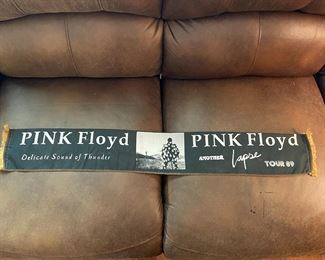 PINK Floyd
Delicate Sound of Thunder
PINK Floyd
ANOTHER Lapse
TOUR 89